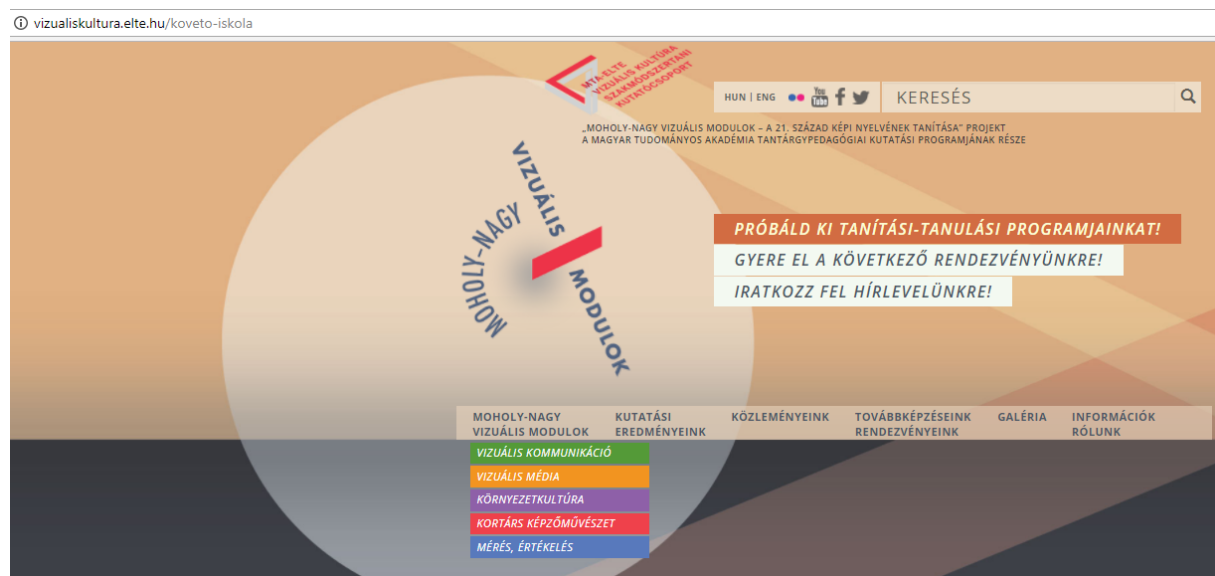 vizualiskultura.elte.hu/koveto-iskola
MTA-ELTE
VIZUÁLIS KULTÚRA
SZAKMÓDSZERTANI
KUTATÓCSOPORT
HUN | ENG
You
Tube
KERESÉS
„MOHOLY-NAGY VIZUÁLIS MODULOK – A 21. SZÁZAD KÉPI NYELVÉNEK TANÍTÁSA” PROJEKT
A MAGYAR TUDOMÁNYOS AKADÉMIA TANTÁRGYPEDAGÓGIAI KUTATÁSI PROGRAMJÁNAK RÉSZE
MOHOLY-NAGY
VIZUÁLIS
MODULOK
PRÓBÁLD KI TANÍTÁSI-TANULÁSI PROGRAMJAINKAT!
GYERE EL A KÖVETKEZŐ RENDEZVÉNYÜNKRE!
IRATKOZZ FEL HÍRLEVELÜNKRE!
MOHOLY-NAGY
VIZUÁLIS MODULOK
KUTATÁSI
EREDMÉNYEINK
KÖZLEMÉNYEINK
TOVÁBBKÉPZÉSEINK
RENDEZVÉNYEINK
GALÉRIA
INFORMÁCIÓK
RÓLUNK
VIZUÁLIS KOMMUNIKÁCIÓ
VIZUÁLIS MÉDIA
KÖRNYEZETKULTÚRA
KORTÁRS KÉPZŐMŰVÉSZET
MÉRÉS, ÉRTÉKELÉS